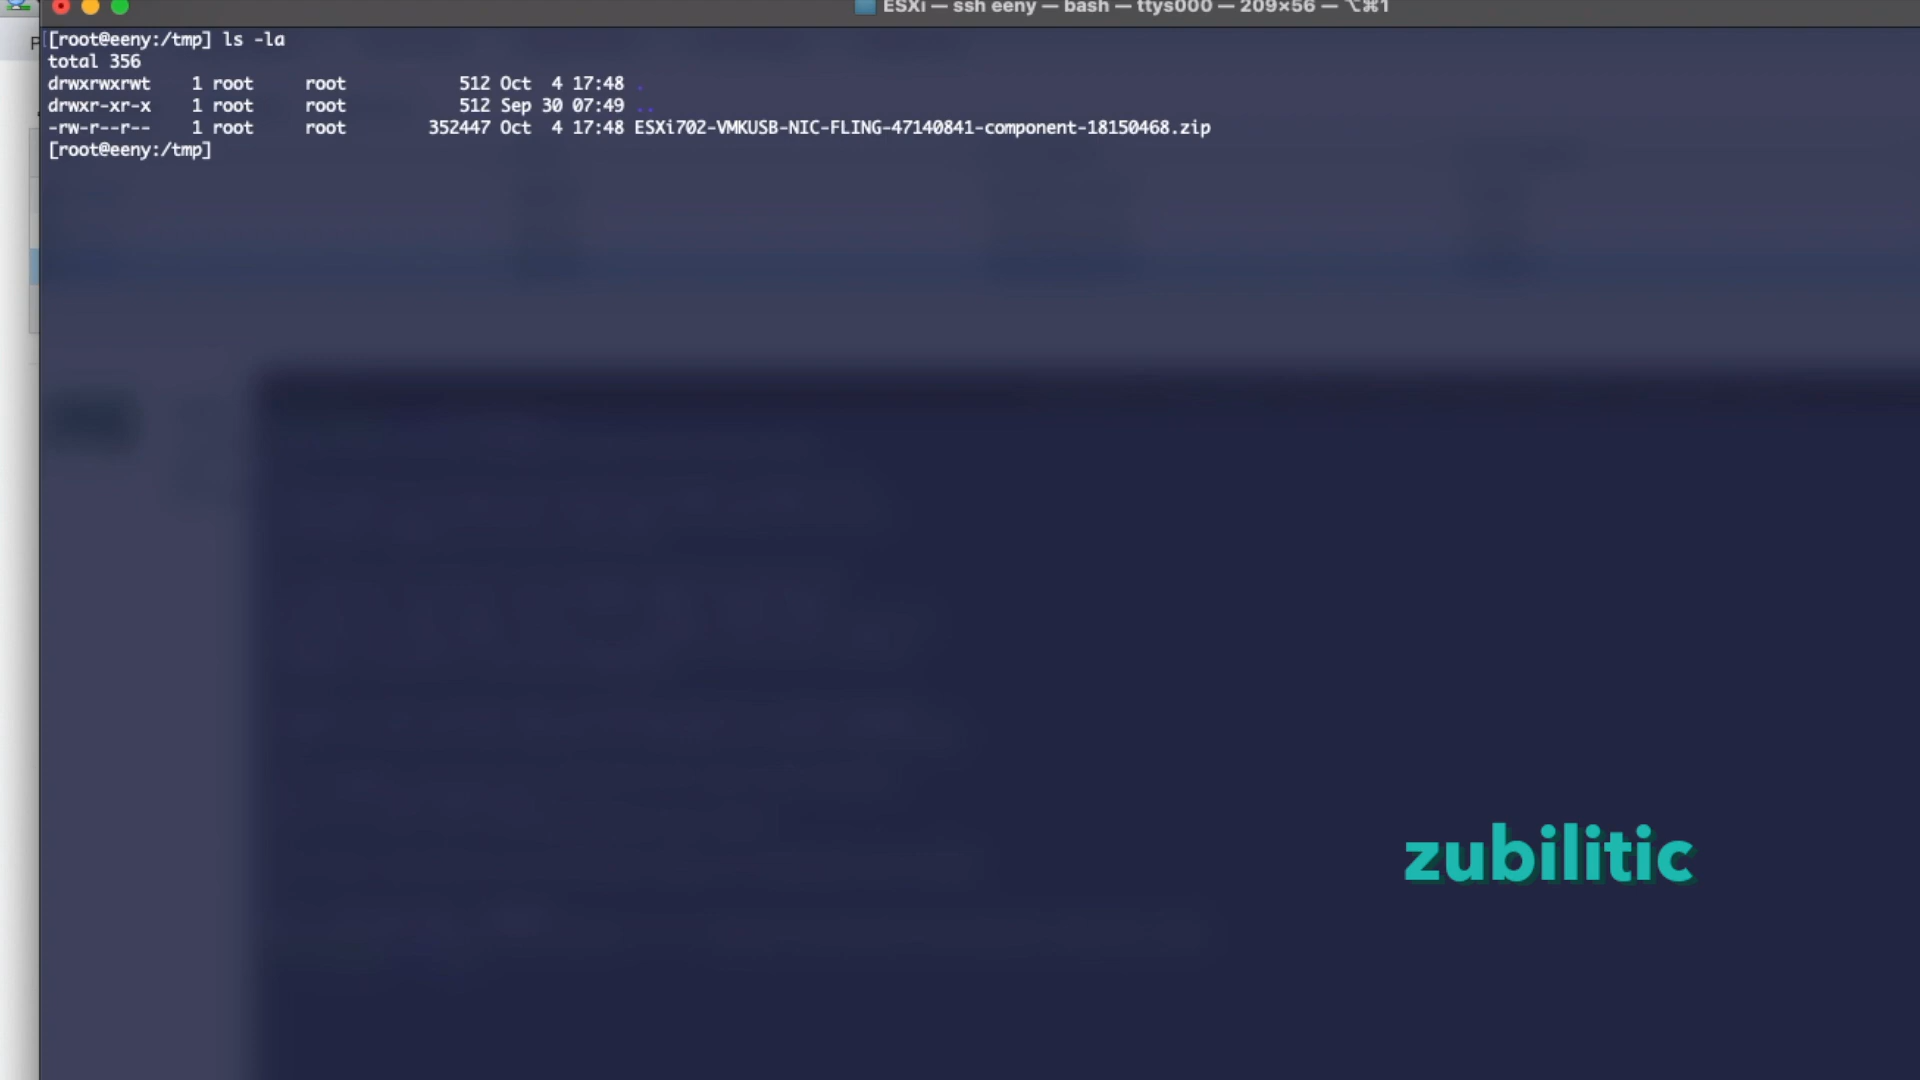 ESXi — ssh eeny — bash — ttys000 — 209×56 — ⌥⌘1
[root@eeny:/tmp] ls -la
total 356
drwxrwxrwt 1 root root 512 Oct 4 17:48 .
drwxr-xr-x 1 root root 512 Sep 30 07:49 ..
-rw-r--r-- 1 root root 352447 Oct 4 17:48 ESXi702-VMKUSB-NIC-FLING-47140841-component-18150468.zip
[root@eeny:/tmp]
zubilitic